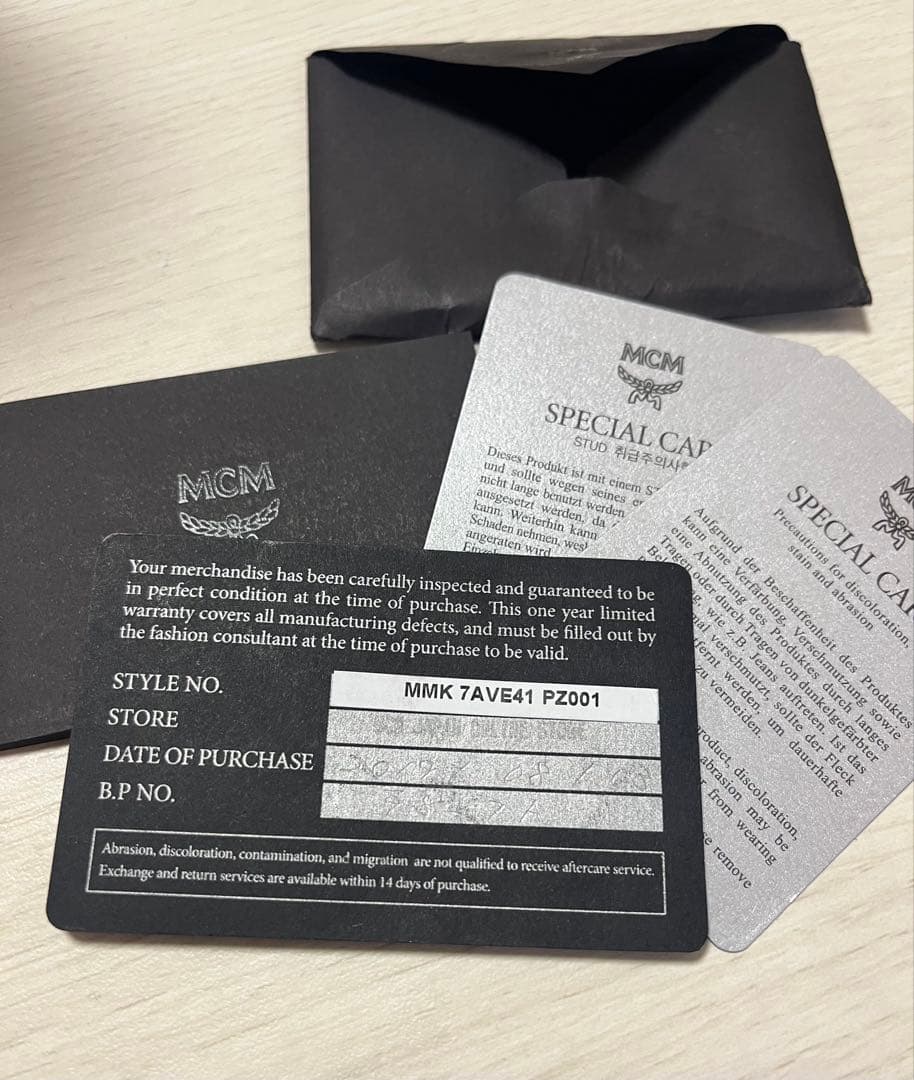 MCM
SPECIAL CAR
STUD 취급주의사
Dieses Produkt ist mit einem S
und sollte wegen seines
nicht lange benutzt werden
ausgesetzt werden, da
kann. Weiterhin kann
Schaden nehmen, wes
angeraten wird
MCM
SPECIAL CA
Precautions for discoloration,
stain and abrasion
Aufgrund der Beschaffenheit des Produktes
kann eine Verfärbung, Verschmutzung sowie
eine Abnutzung des Produktes durch langes
Tragen oder durch Tragen von dunkelgefärbter
wie z.B. Jeans auftreten. Ist das
verschmutzt, sollte der Fleck
fernt werden, um dauerhafte
zu vermeiden.
product, discoloration,
abrasion may be
from wearing
remove
MCM
Your merchandise has been carefully inspected and guaranteed to be
in perfect condition at the time of purchase. This one year limited
warranty covers all manufacturing defects, and must be filled out by
the fashion consultant at the time of purchase to be valid.
STYLE NO. MMK 7AVE41 PZ001
STORE
DATE OF PURCHASE
B.P NO.
Abrasion, discoloration, contamination, and migration are not qualified to receive aftercare service.
Exchange and return services are available within 14 days of purchase.